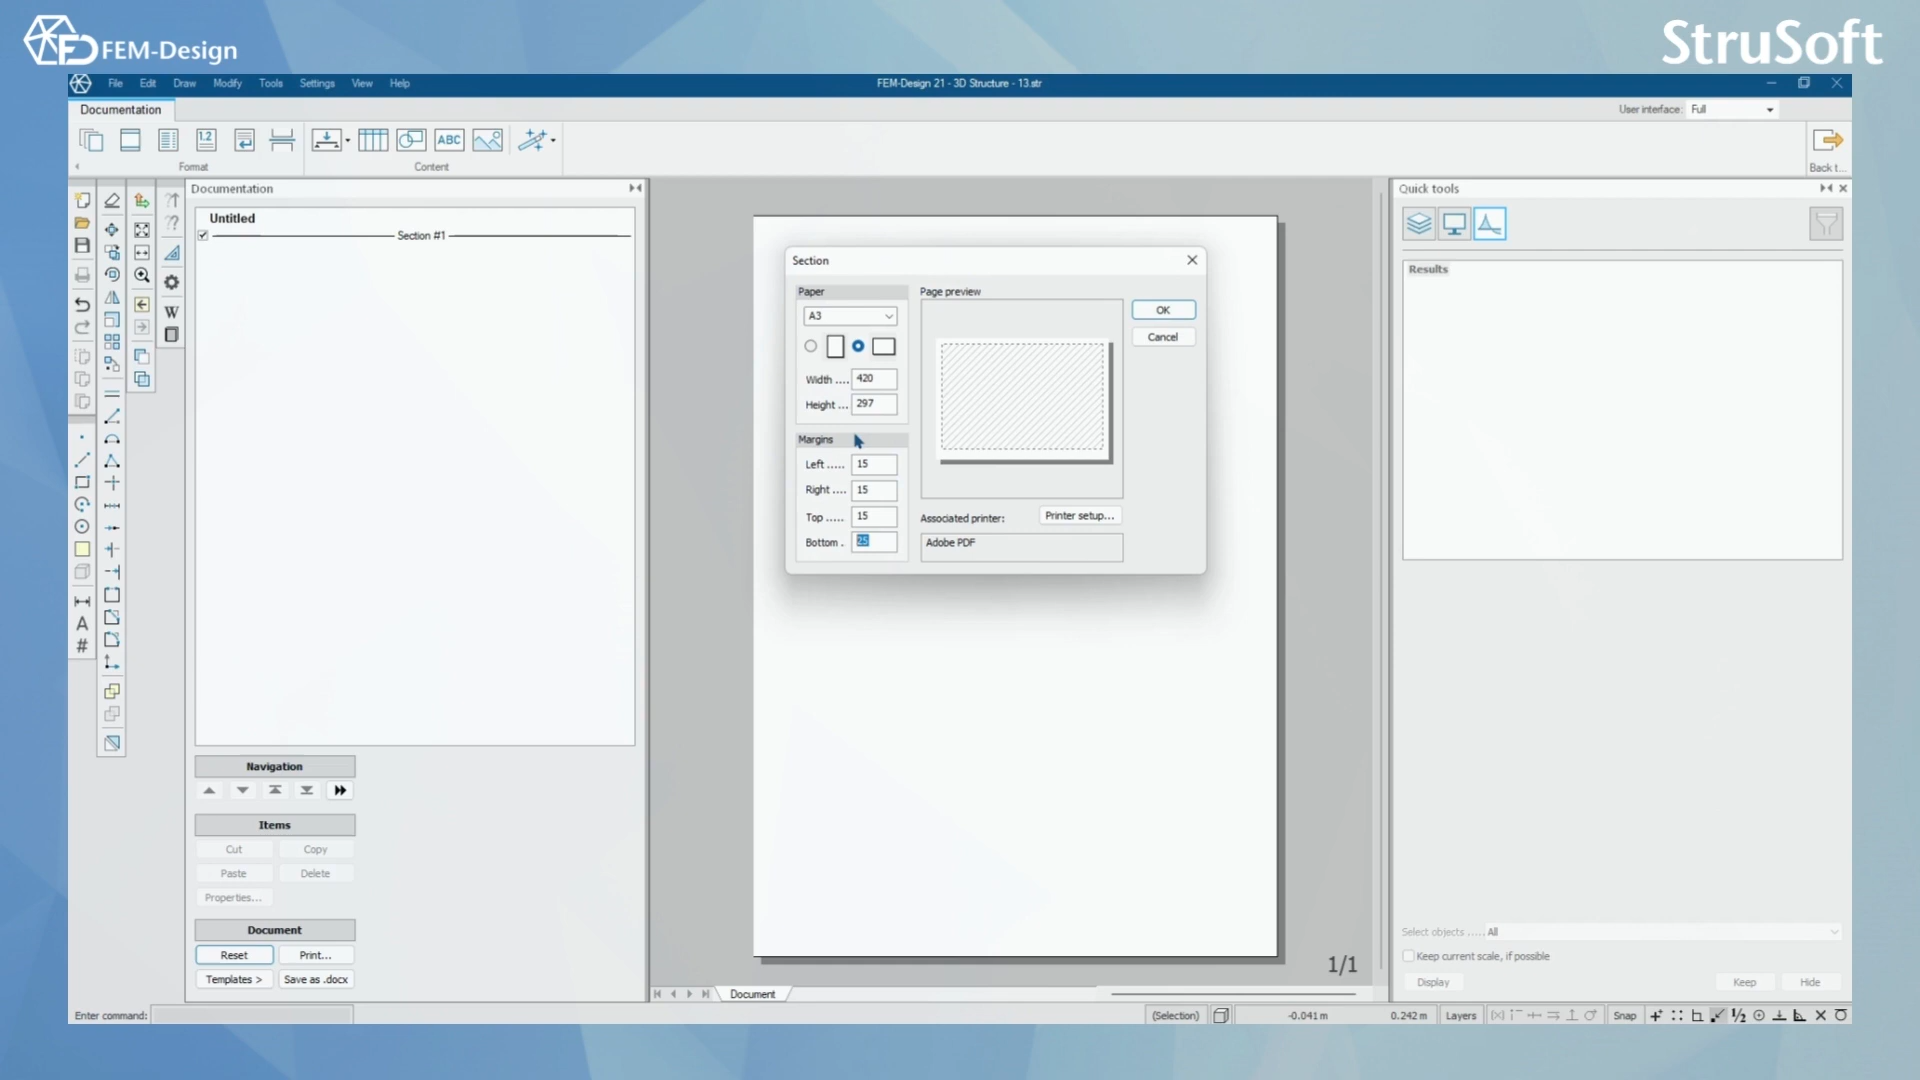 FEM-Design
StruSoft
File Edit Draw Modify Tools Settings View Help
FEM-Design 21 - 3D Structure - 13.str
Documentation
User interface: Full
1.2
ABC
Format
Content
Back t...
Documentation
Quick tools
Untitled
Section #1
Results
W
A
#
Section
Paper
Page preview
A3
OK
Cancel
Width .... 420
Height ... 297
Margins
Left ..... 15
Right .... 15
Top ..... 15
Bottom . 25
Associated printer:
Printer setup...
Adobe PDF
Navigation
Items
Cut Copy
Paste Delete
Properties...
Document
Reset Print...
Templates > Save as .docx
1/1
Document
Select objects ..... All
Keep current scale, if possible
Display Keep Hide
Enter command:
(Selection) -0.041 m 0.242 m Layers Snap 1/2